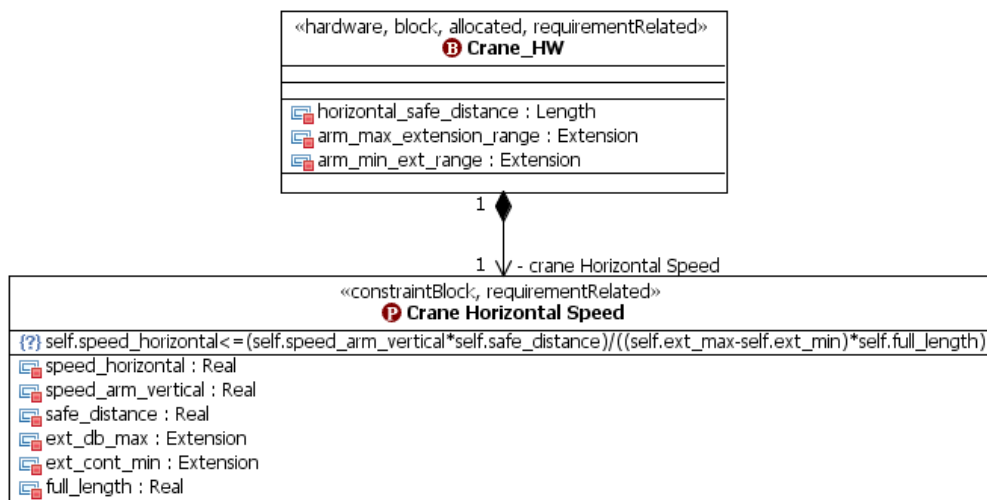 «hardware, block, allocated, requirementRelated»
B Crane_HW
horizontal_safe_distance : Length
arm_max_extension_range : Extension
arm_min_ext_range : Extension
1
1 - crane Horizontal Speed
«constraintBlock, requirementRelated»
P Crane Horizontal Speed
{?} self.speed_horizontal<=(self.speed_arm_vertical*self.safe_distance)/((self.ext_max-self.ext_min)*self.full_length)
speed_horizontal : Real
speed_arm_vertical : Real
safe_distance : Real
ext_db_max : Extension
ext_cont_min : Extension
full_length : Real